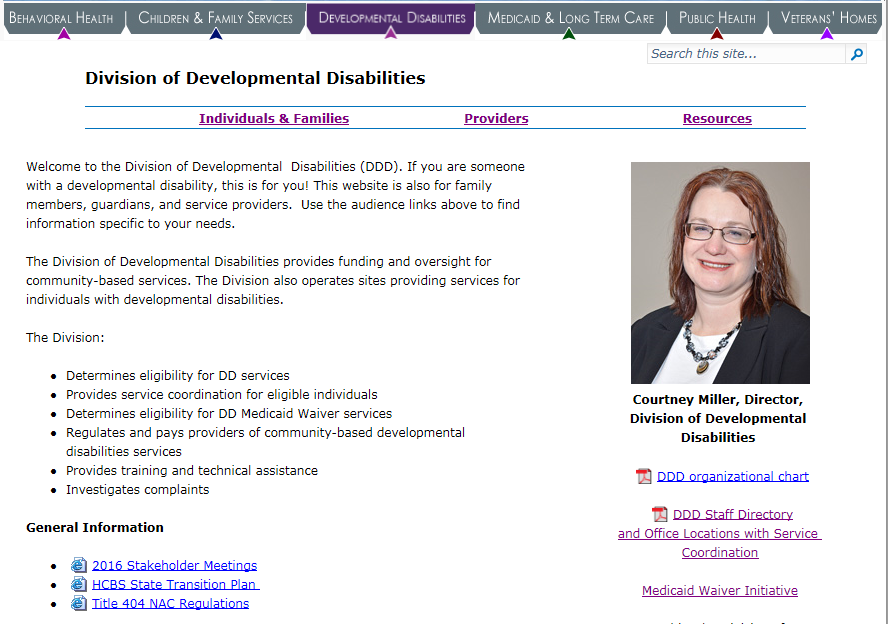 Behavioral Health | Children & Family Services | Developmental Disabilities | Medicaid & Long Term Care | Public Health | Veterans' Homes
Search this site...
Division of Developmental Disabilities
Individuals & Families Providers Resources
Welcome to the Division of Developmental  Disabilities (DDD). If you are someone
with a developmental disability, this is for you! This website is also for family
members, guardians, and service providers.  Use the audience links above to find
information specific to your needs.
The Division of Developmental Disabilities provides funding and oversight for
community-based services. The Division also operates sites providing services for
individuals with developmental disabilities.
The Division:
• Determines eligibility for DD services
• Provides service coordination for eligible individuals
• Determines eligibility for DD Medicaid Waiver services
• Regulates and pays providers of community-based developmental
disabilities services
• Provides training and technical assistance
• Investigates complaints
General Information
• 2016 Stakeholder Meetings
• HCBS State Transition Plan
• Title 404 NAC Regulations
Courtney Miller, Director,
Division of Developmental
Disabilities
DDD organizational chart
DDD Staff Directory
and Office Locations with Service
Coordination
Medicaid Waiver Initiative